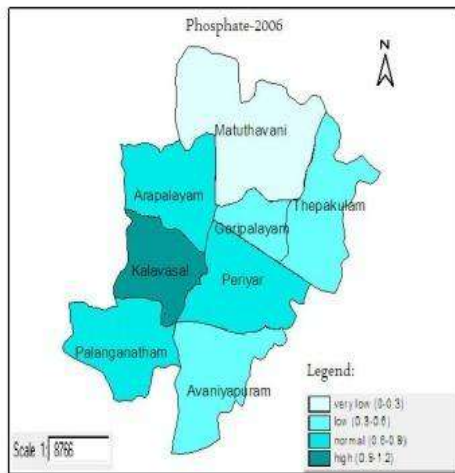 Phosphate-2006
N
Matuthavani
Arapalayam
Thepakulam
Goripalayam
Kalavasal
Periyar
Palanganatham
Avaniyapuram
Legend:
very low (0-0.3)
low (0.3-0.6)
normal (0.6-0.9)
high (0.9-1.2)
Scale 1: 8766